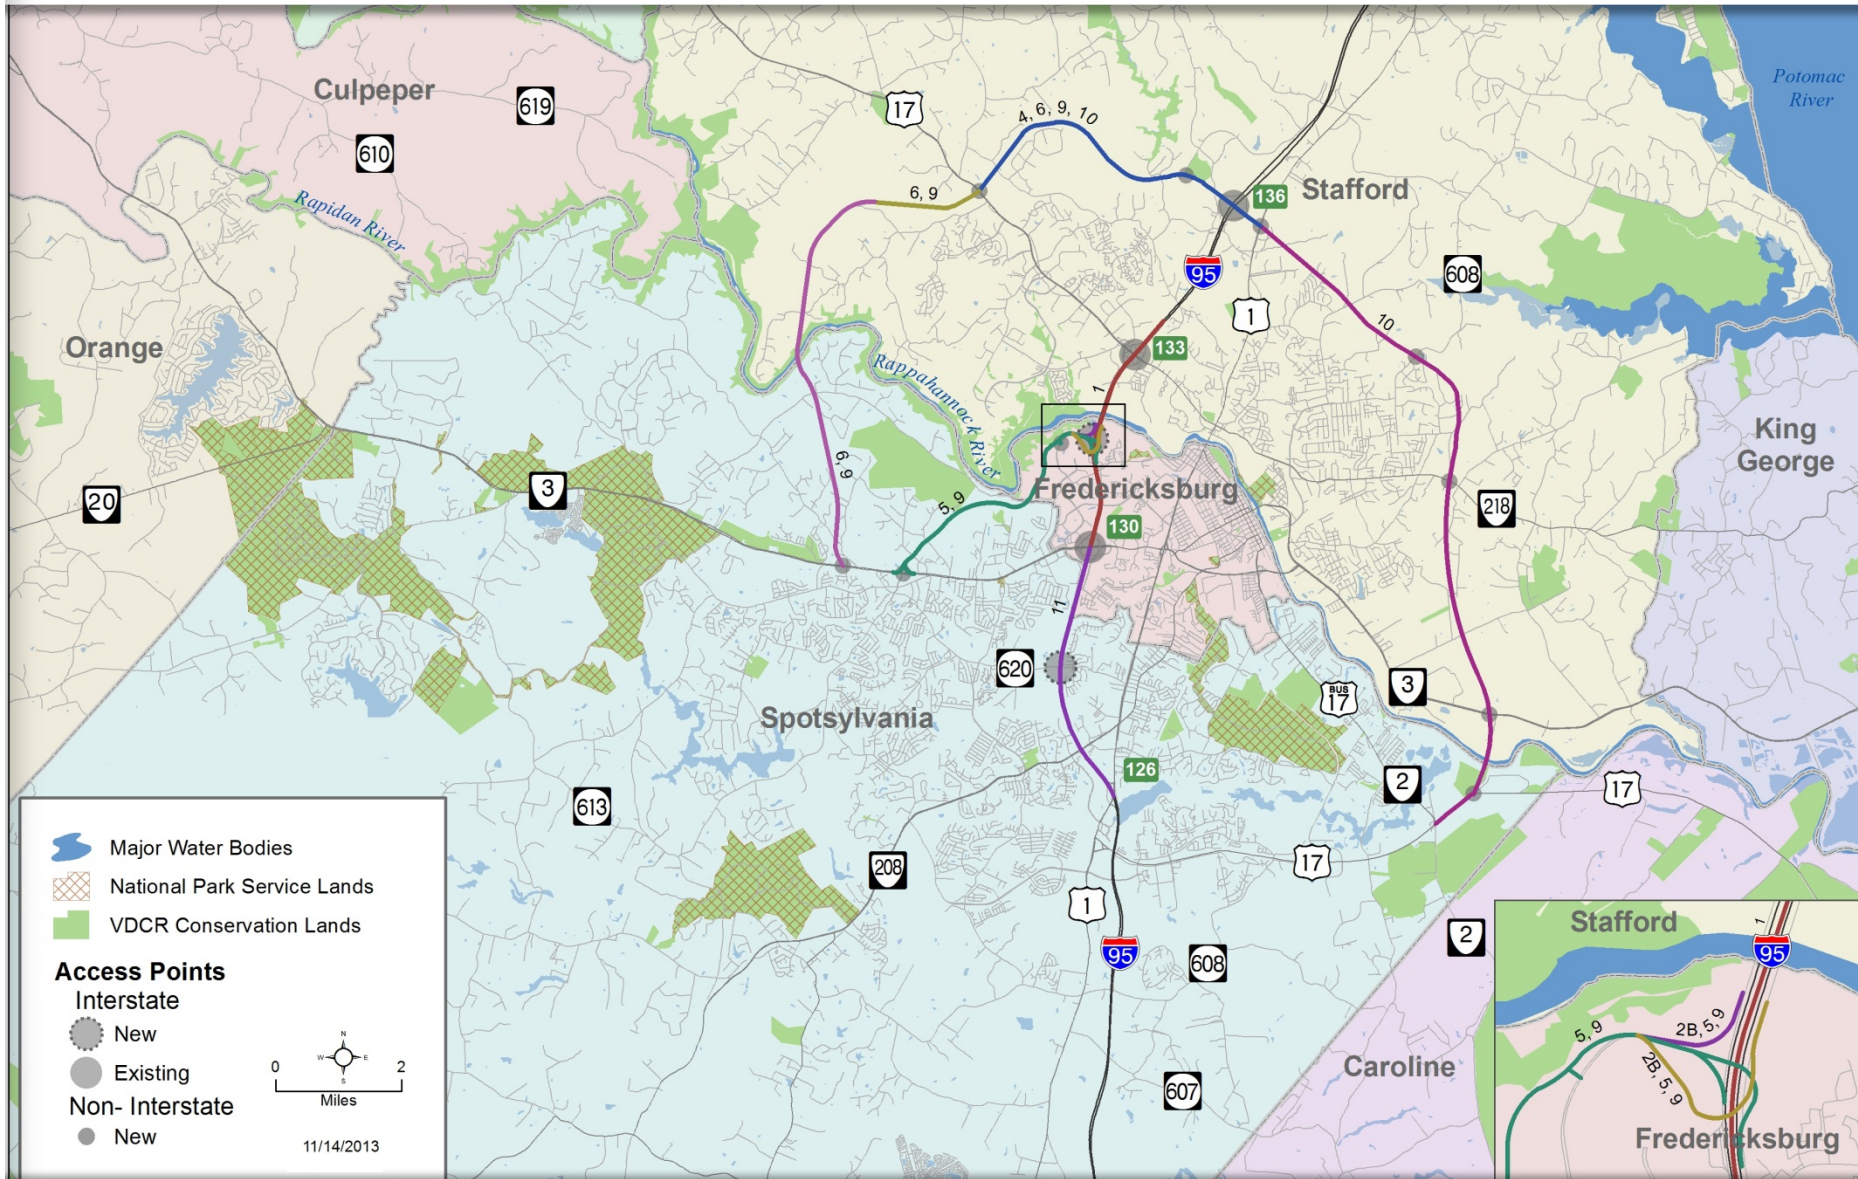 Culpeper
619
610
17
4, 6, 9, 10
Potomac
River
136
Stafford
6, 9
Rapidan River
95
608
1
Orange
133
10
Rappahannock River
1
King
George
20
3
6, 9
5, 9
Fredericksburg
130
218
11
620
Spotsylvania
BUS
17
3
126
2
17
613
208
17
1
95
608
2
Caroline
607
Major Water Bodies
National Park Service Lands
VDCR Conservation Lands
Access Points
Interstate
New
Existing
Non- Interstate
New
N
W
E
S
0
2
Miles
11/14/2013
Stafford
1
95
5, 9
2B, 5, 9
2B, 5, 9
Fredericksburg